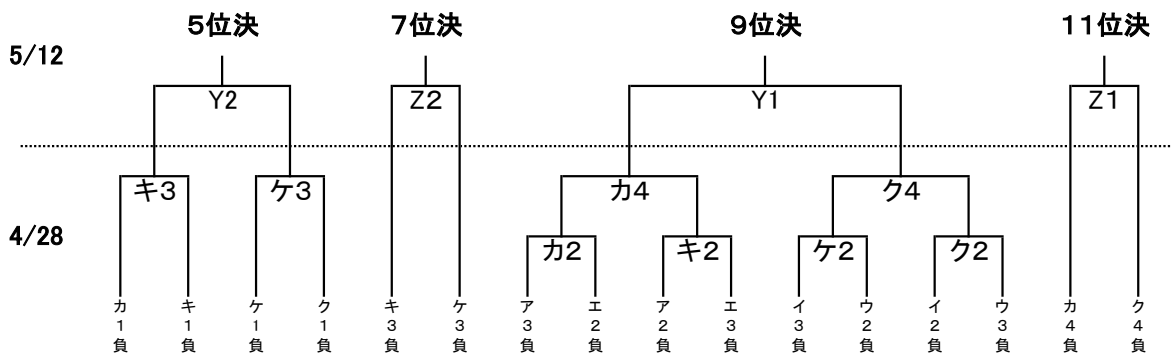 5位決 7位決 9位決 11位決
5/12
Y2 Z2 Y1 Z1
キ3 ケ3 カ4 ク4
4/28
カ2 キ2 ケ2 ク2
カ1負 キ1負 ケ1負 ク1負 キ3負 ケ3負 ア3負 エ2負 ア2負 エ3負 イ3負 ウ2負 イ2負 ウ3負 カ4負 ク4負